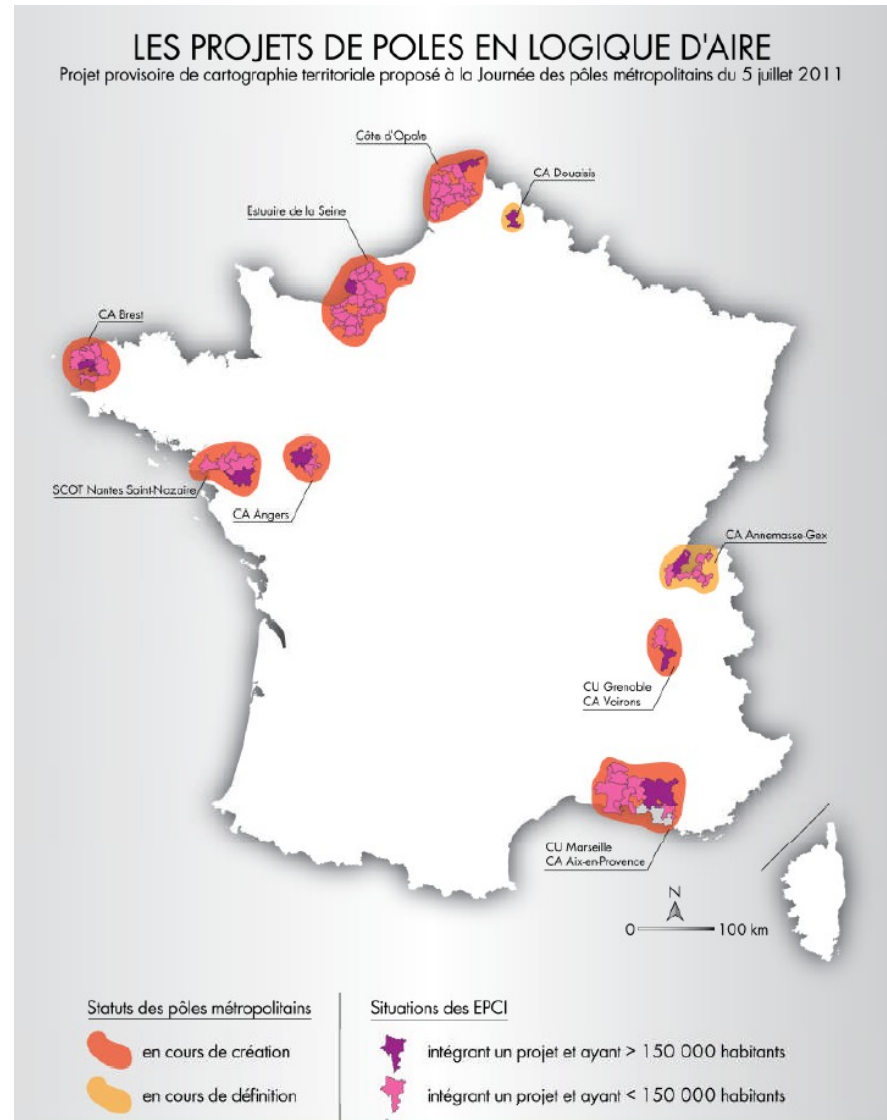 LES PROJETS DE POLES EN LOGIQUE D'AIRE
Projet provisoire de cartographie territoriale proposé à la Journée des pôles métropolitains du 5 juillet 2011
Côte d'Opale
CA Douaisis
Estuaire de la Seine
CA Brest
SCOT Nantes Saint-Nazaire
CA Angers
CA Annemasse-Gex
CU Grenoble
CA Voirons
CU Marseille
CA Aix-en-Provence
N
0 100 km
Statuts des pôles métropolitains
en cours de création
en cours de définition
Situations des EPCI
intégrant un projet et ayant > 150 000 habitants
intégrant un projet et ayant < 150 000 habitants